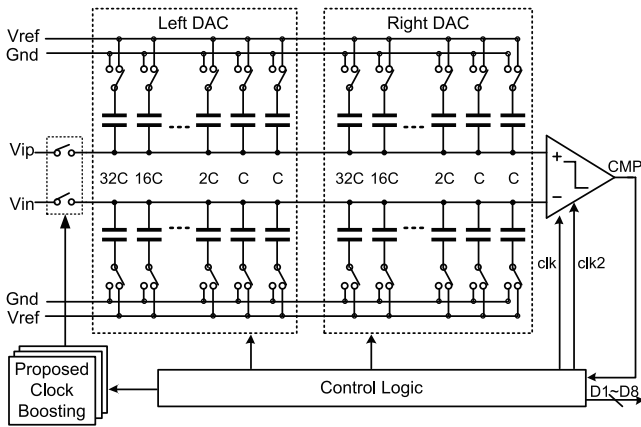 Left DAC
Right DAC
Vref
Gnd
Vip
CMP
32C 16C 2C C C
32C 16C 2C C C
Vin
clk
clk2
Gnd
Vref
Proposed
Clock
Boosting
Control Logic
D1~D8